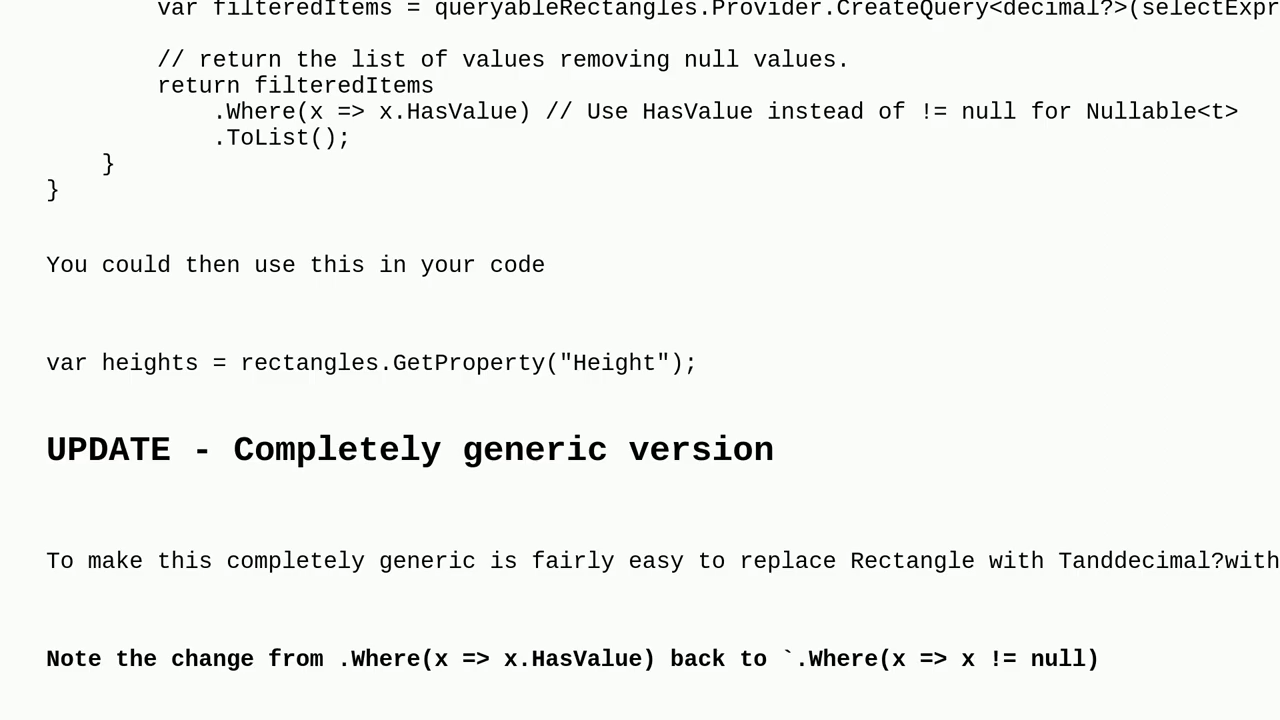 var filteredItems = queryableRectangles.Provider.CreateQuery<decimal?>(selectExpr
// return the list of values removing null values.
return filteredItems
.Where(x => x.HasValue) // Use HasValue instead of != null for Nullable<t>
.ToList();
}
}
You could then use this in your code
var heights = rectangles.GetProperty("Height");
UPDATE - Completely generic version
To make this completely generic is fairly easy to replace Rectangle with Tanddecimal?with
Note the change from .Where(x => x.HasValue) back to `.Where(x => x != null)